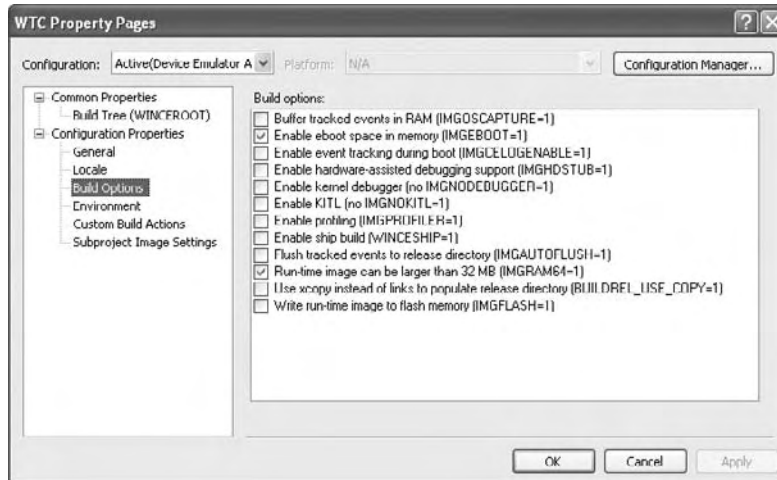 WTC Property Pages
Configuration: Active(Device Emulator A Platform: N/A Configuration Manager...
Common Properties
Build Tree (WINCEROOT)
Configuration Properties
General
Locale
Build Options
Environment
Custom Build Actions
Subproject Image Settings
Build options:
Buffer tracked events in RAM (IMGOSCAPTURE=1)
Enable eboot space in memory (IMGEBOOT=1)
Enable event tracking during boot (IMGCELOGENABLE=1)
Enable hardware-assisted debugging support (IMGHDSTUB=1)
Enable kernel debugger (no IMGNODEBUGGER=1)
Enable KITL (no IMGNOKITL=1)
Enable profiling (IMGPROFILER=1)
Enable ship build (WINCESHIP=1)
Flush tracked events to release directory (IMGAUTOFLUSH=1)
Run-time image can be larger than 32 MB (IMGRAM64=1)
Use xcopy instead of links to populate release directory (BUILDREL_USE_COPY=1)
Write run-time image to flash memory (IMGFLASH=1)
OK Cancel Apply